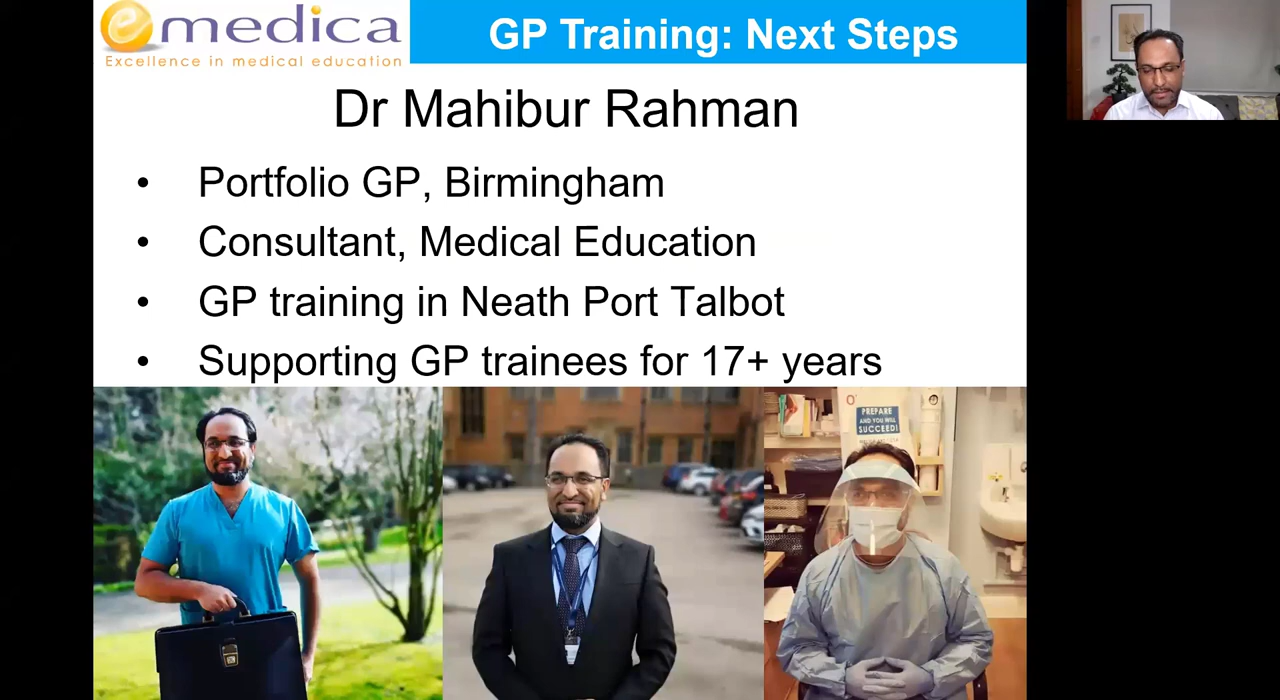 emedica
Excellence in medical education
GP Training: Next Steps
Dr Mahibur Rahman
• Portfolio GP, Birmingham
• Consultant, Medical Education
• GP training in Neath Port Talbot
• Supporting GP trainees for 17+ years
PREPARE
AND YOU WILL
SUCCEED!